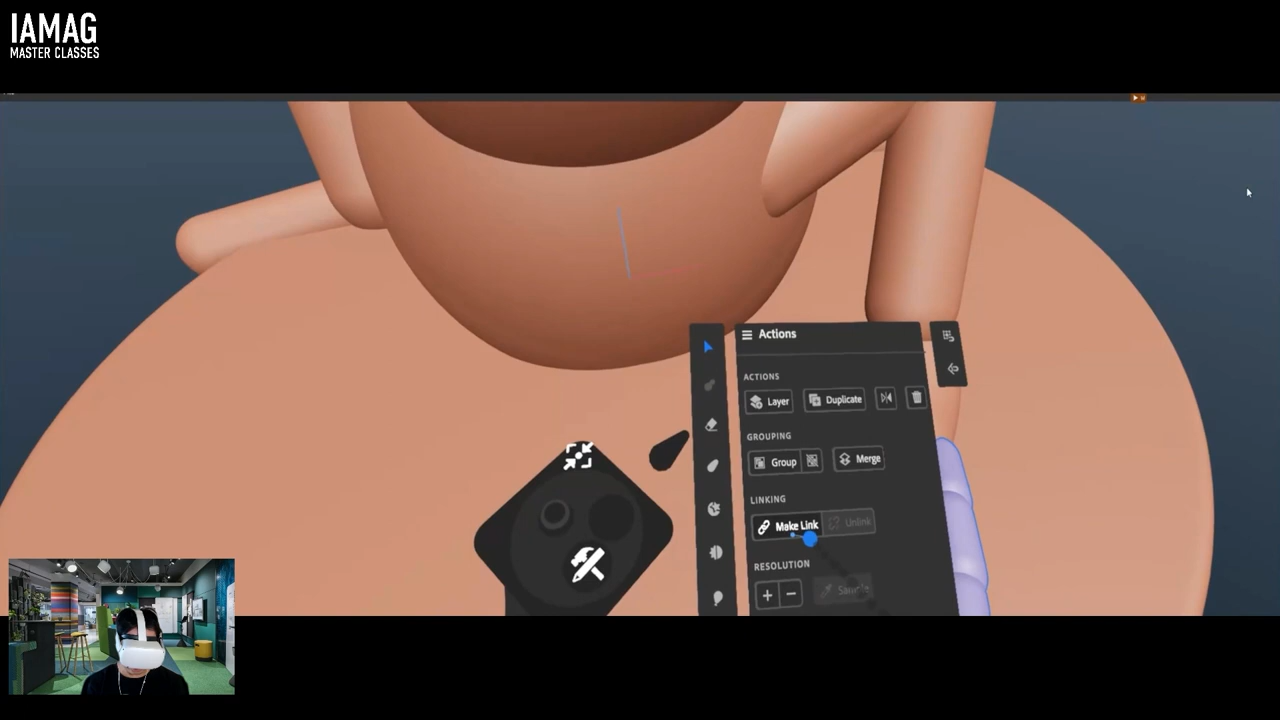 IAMAG
MASTER CLASSES
Actions
ACTIONS
Layer
Duplicate
GROUPING
Group
Merge
LINKING
Make Link
Unlink
RESOLUTION